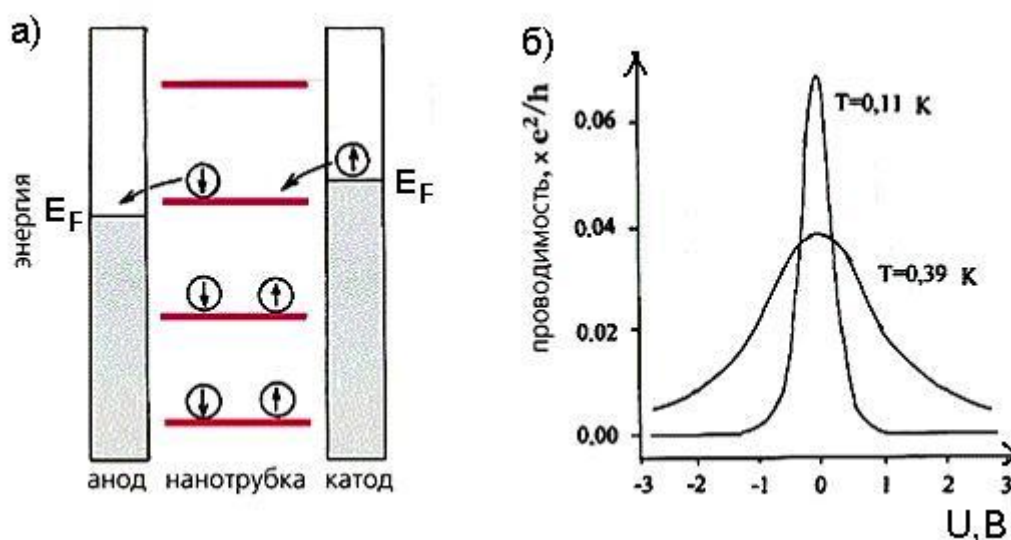 а)
энергия
E_F
E_F
анод нанотрубка катод
б)
проводимость, x e²/h
0.06
0.04
0.02
0.00
T=0,11 K
T=0,39 K
-3 -2 -1 0 1 2 3
U,B